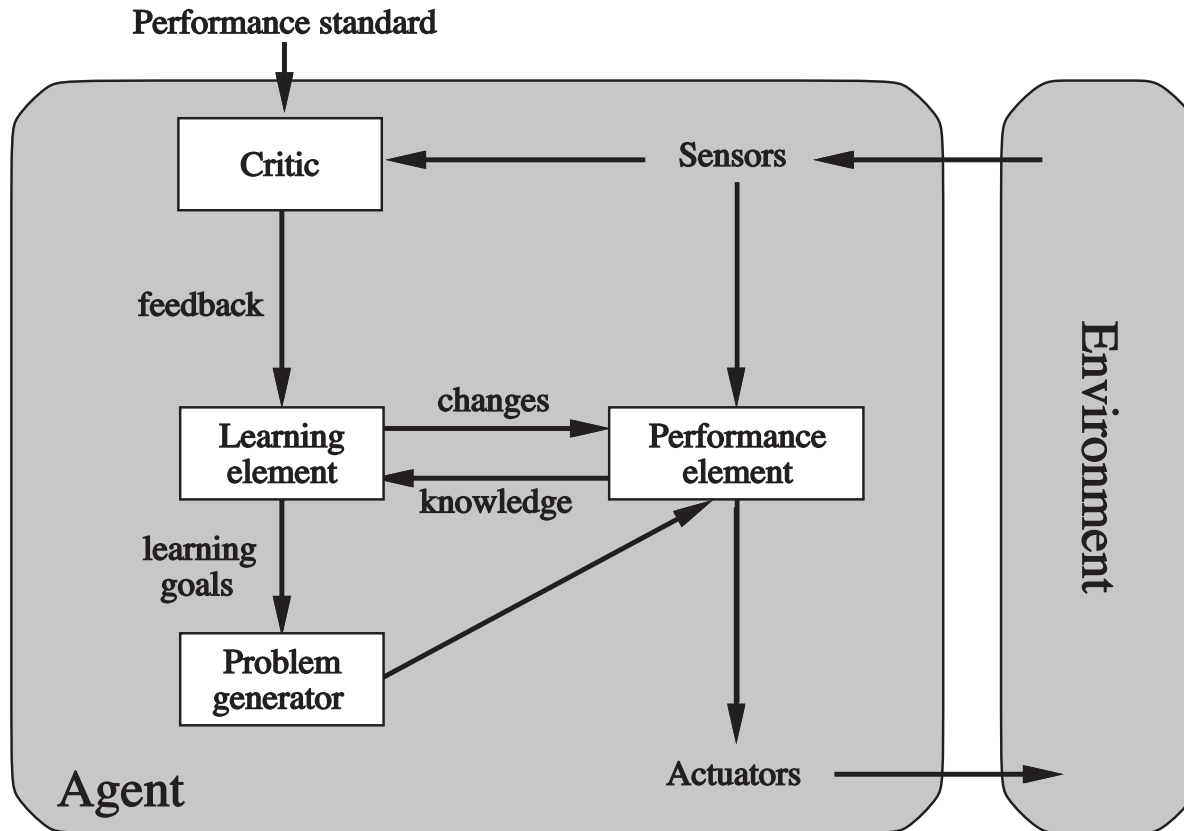 Performance standard
Critic
Sensors
feedback
changes
Learning
element
Performance
element
knowledge
learning
goals
Problem
generator
Agent
Actuators
Environment